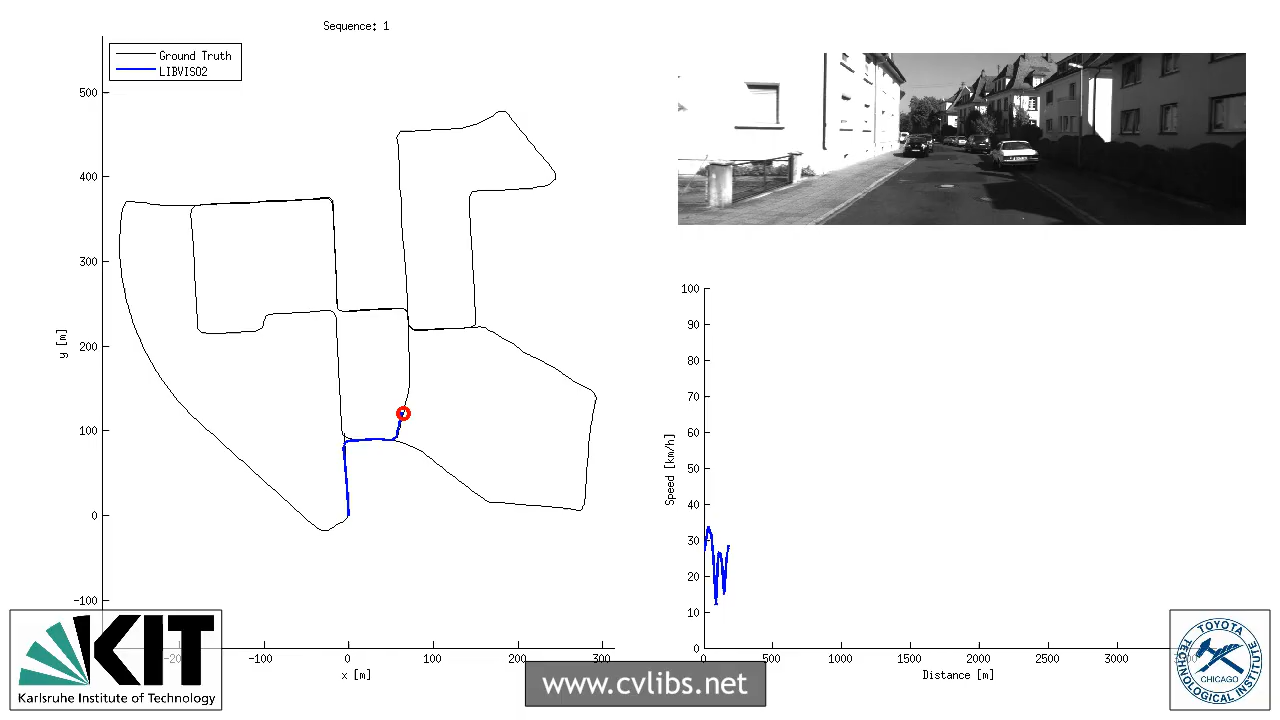 Sequence: 1
Ground Truth
LIBVISO2
500
400
300
200
100
0
-100
y [m]
-100
0
100
200
300
x [m]
100
90
80
70
60
50
40
30
20
10
0
Speed [km/h]
0
500
1000
1500
2000
2500
3000
Distance [m]
KIT
Karlsruhe Institute of Technology
www.cvlibs.net
TOYOTA
TECHNOLOGICAL INSTITUTE
CHICAGO